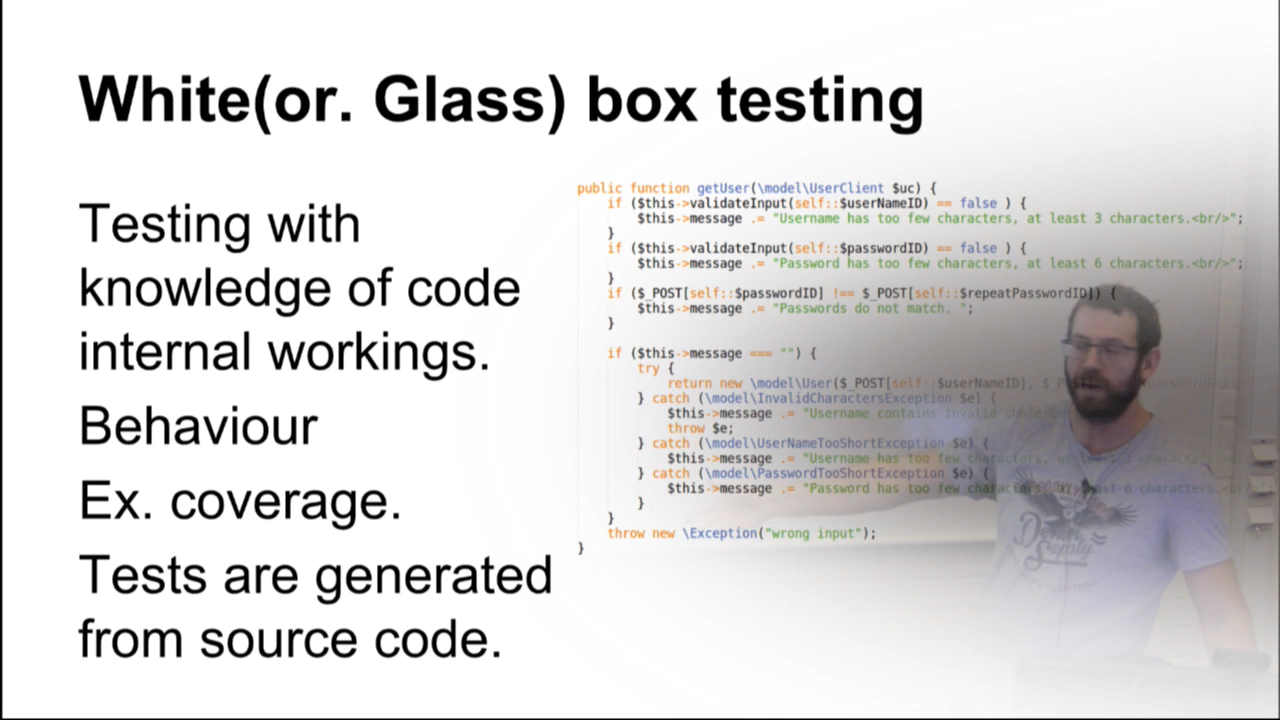 White(or. Glass) box testing
Testing with
knowledge of code
internal workings.
Behaviour
Ex. coverage.
Tests are generated
from source code.
public function getUser(\model\UserClient $uc) {
if ($this->validateInput(self::$userNameID) == false ) {
$this->message .= "Username has too few characters, at least 3 characters.<br/>";
}
if ($this->validateInput(self::$passwordID) == false ) {
$this->message .= "Password has too few characters, at least 6 characters.<br/>";
}
if ($_POST[self::$passwordID] !== $_POST[self::$repeatPasswordID]) {
$this->message .= "Passwords do not match. ";
}
if ($this->message === "") {
try {
return new \model\User($_POST[self::$userNameID],
} catch (\model\InvalidCharactersException $e) {
$this->message .= "Username contains invalid
throw $e;
} catch (\model\UserNameTooShortException $e) {
$this->message .= "Username has too few characters, at
} catch (\model\PasswordTooShortException $e) {
$this->message .= "Password has too few characters 6 characters.
}
}
throw new \Exception("wrong input");
}
Denim
Supply